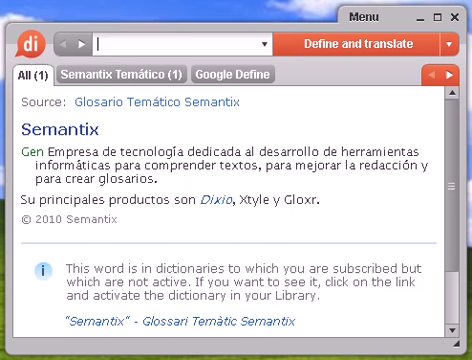 Menu
di
Define and translate
All (1)
Semantix Temático (1)
Google Define
Source: Glosario Temático Semantix
Semantix
Gen Empresa de tecnología dedicada al desarrollo de herramientas
informáticas para comprender textos, para mejorar la redacción y
para crear glosarios.
Su principales producto​s son Dixio, Xtyle y Gloxr.
© 2010 Semantix
i
This word is in dictionaries to which you are subscribed but
which are not active. If you want to see it, click on the link
and activate the dictionary in your Library.
"Semantix" - Glossari Temàtic Semantix